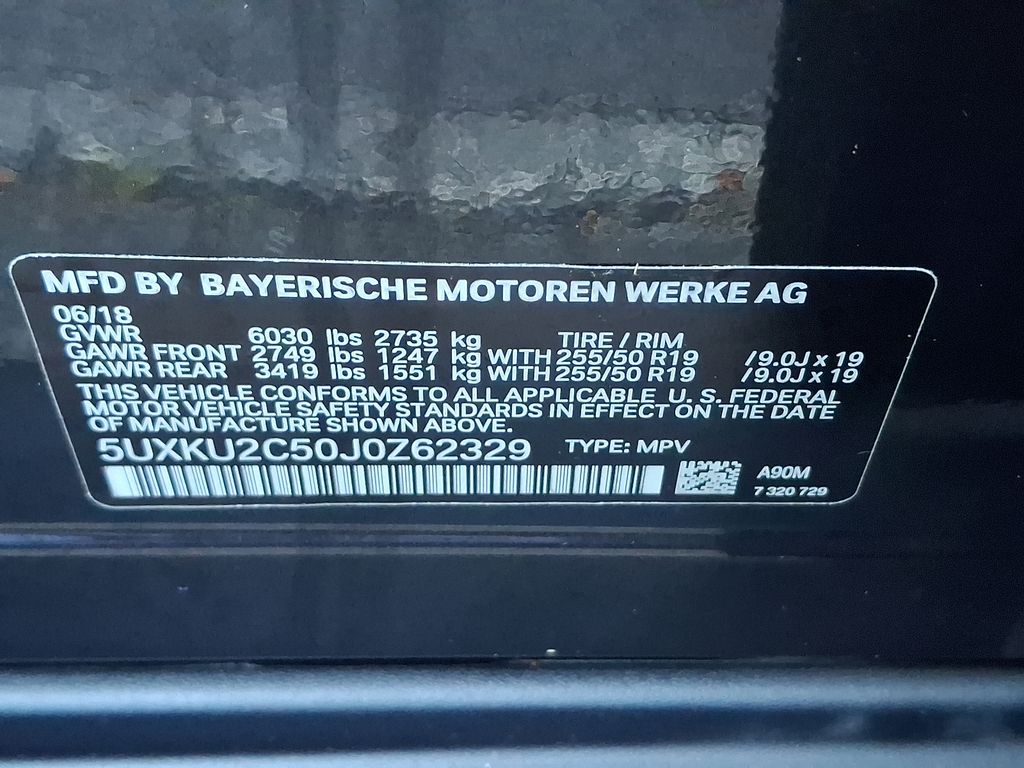 MFD BY BAYERISCHE MOTOREN WERKE AG
06/18
GVWR 6030 lbs 2735 kg TIRE / RIM
GAWR FRONT 2749 lbs 1247 kg WITH 255/50 R19 /9.0J x 19
GAWR REAR 3419 lbs 1551 kg WITH 255/50 R19 /9.0J x 19
THIS VEHICLE CONFORMS TO ALL APPLICABLE U. S. FEDERAL
MOTOR VEHICLE SAFETY STANDARDS IN EFFECT ON THE DATE
OF MANUFACTURE SHOWN ABOVE.
5UXKU2C50J0Z62329 TYPE: MPV
A90M
7 320 729